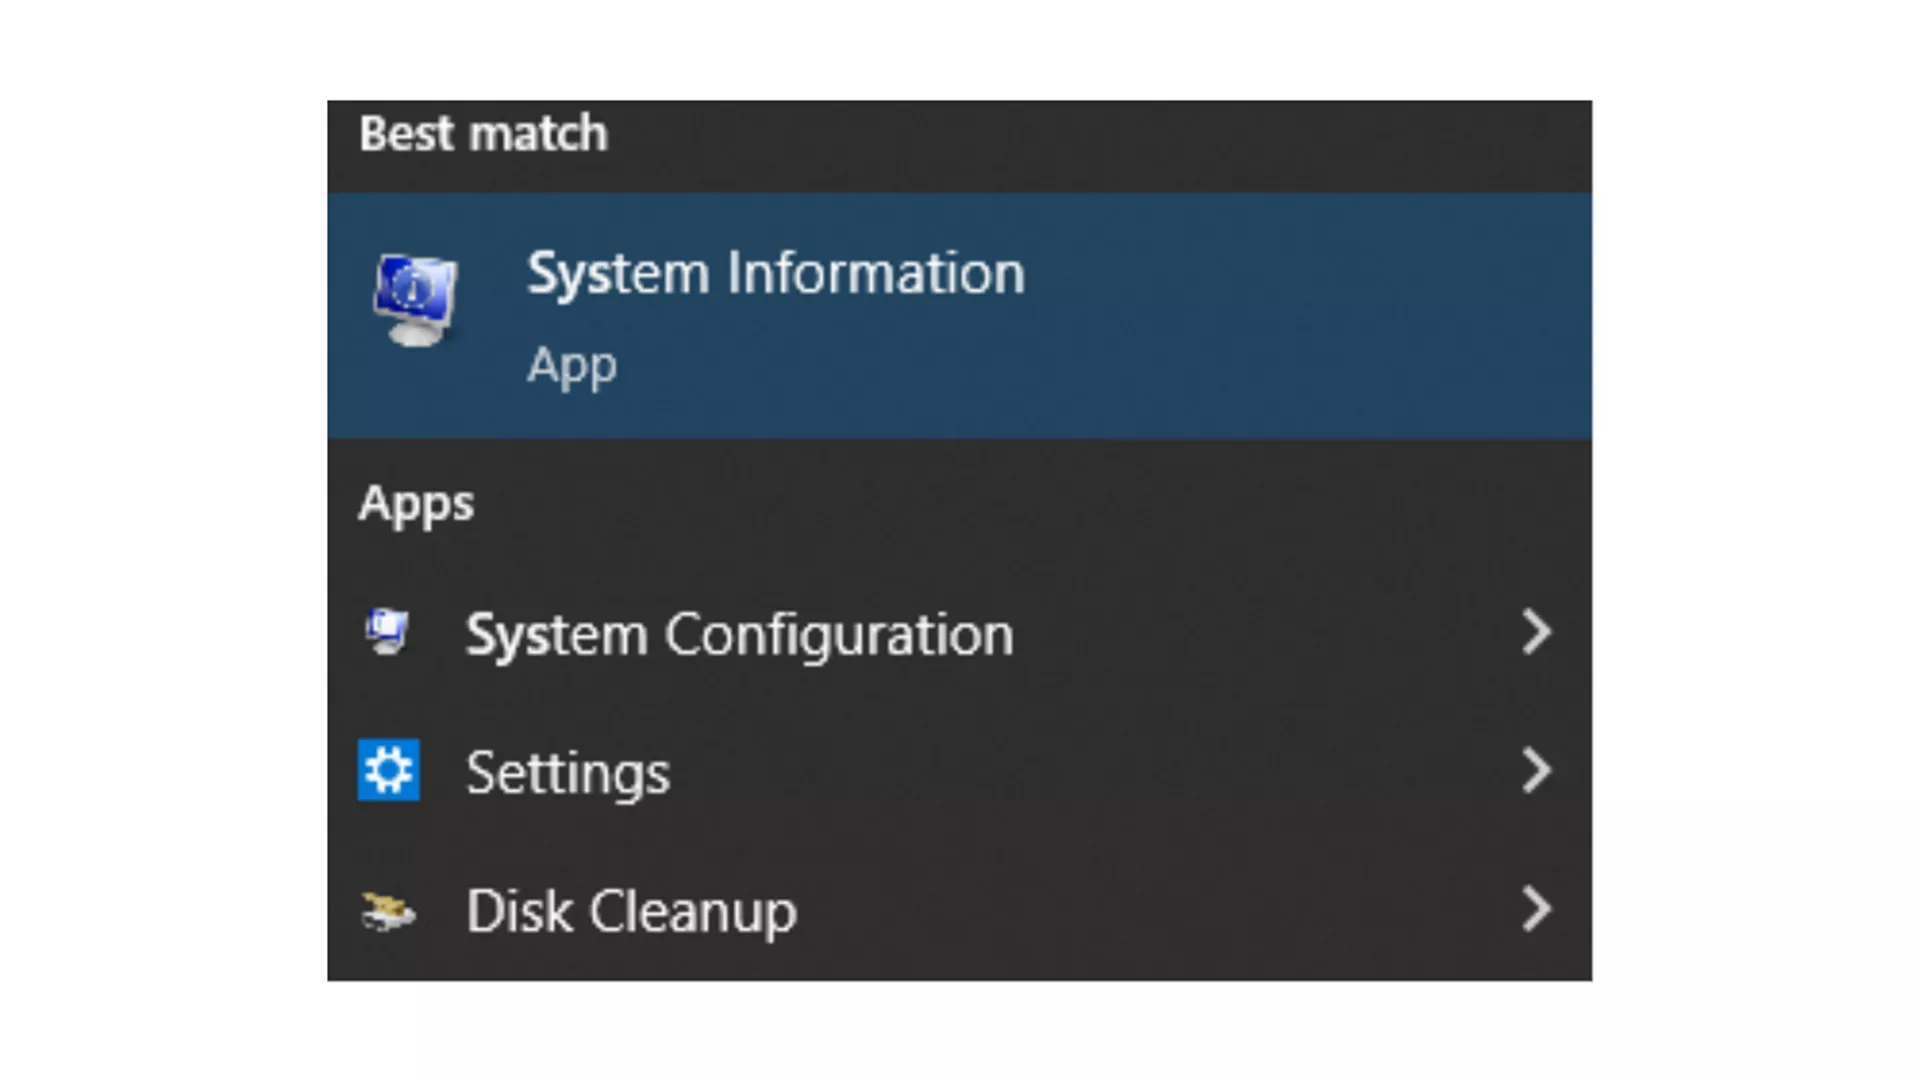 Best match
System Information
App
Apps
System Configuration
Settings
Disk Cleanup